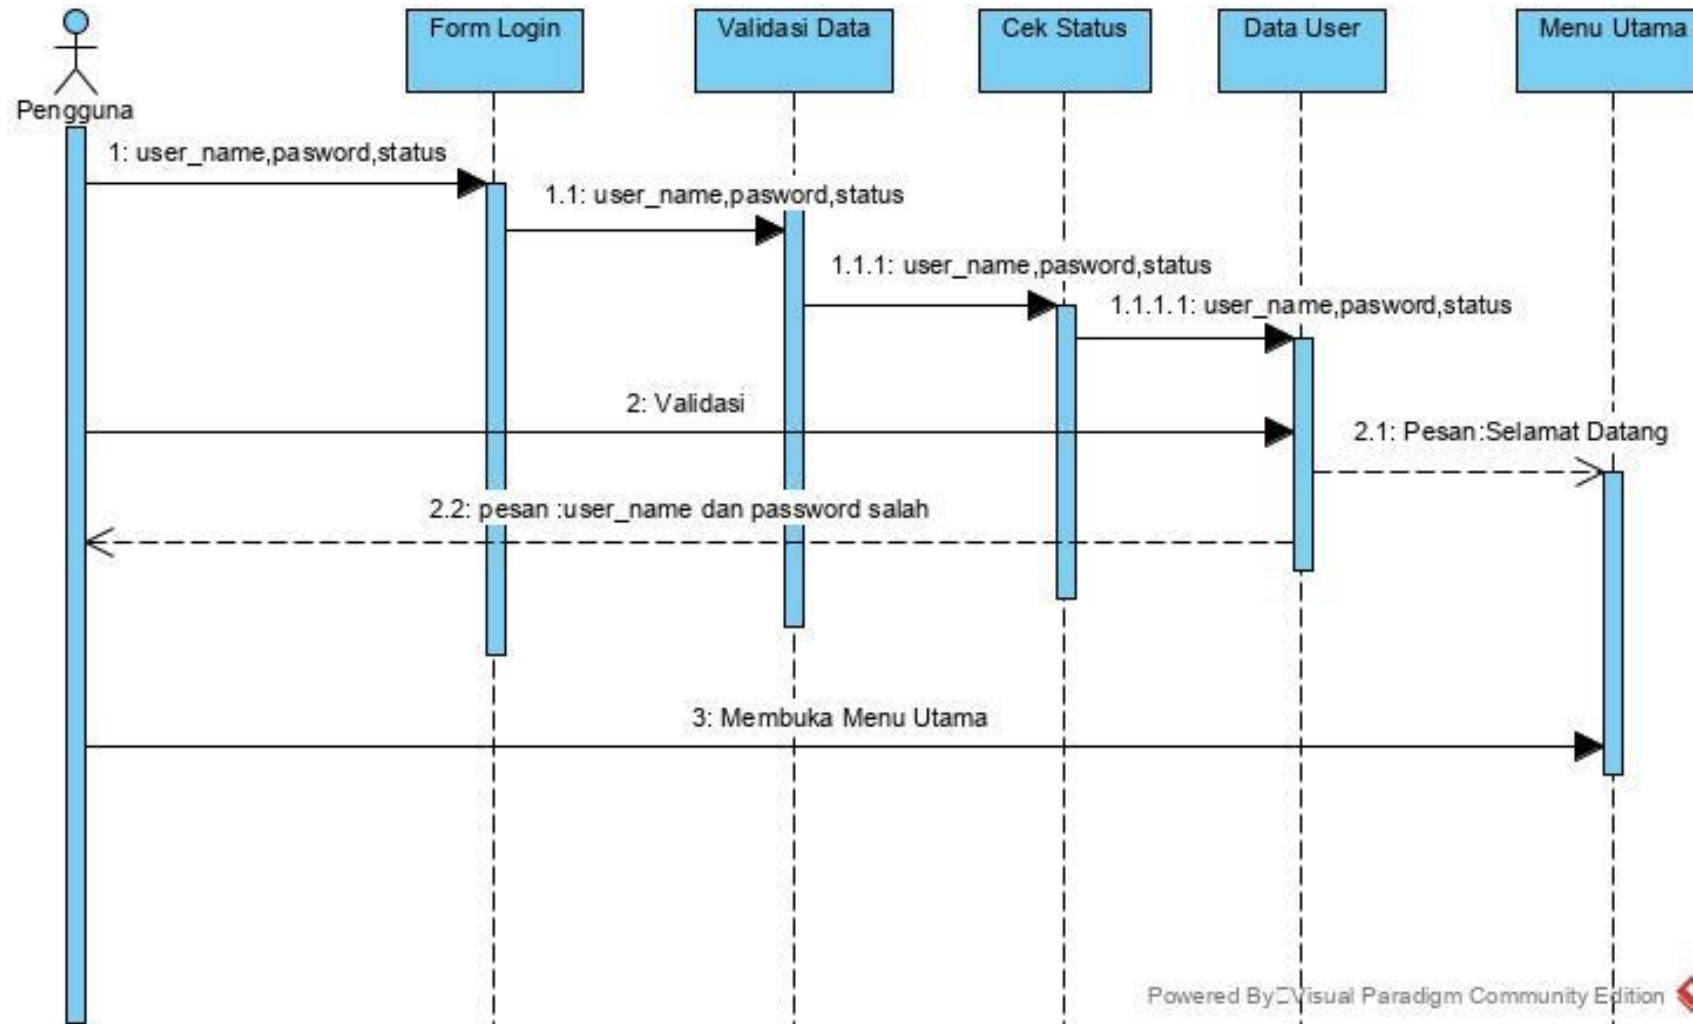 Form Login
Validasi Data
Cek Status
Data User
Menu Utama
Pengguna
1: user_name,pasword,status
1.1: user_name,pasword,status
1.1.1: user_name,pasword,status
1.1.1.1: user_name,pasword,status
2: Validasi
2.1: Pesan:Selamat Datang
2.2: pesan :user_name dan password salah
3: Membuka Menu Utama
Powered By Visual Paradigm Community Edition